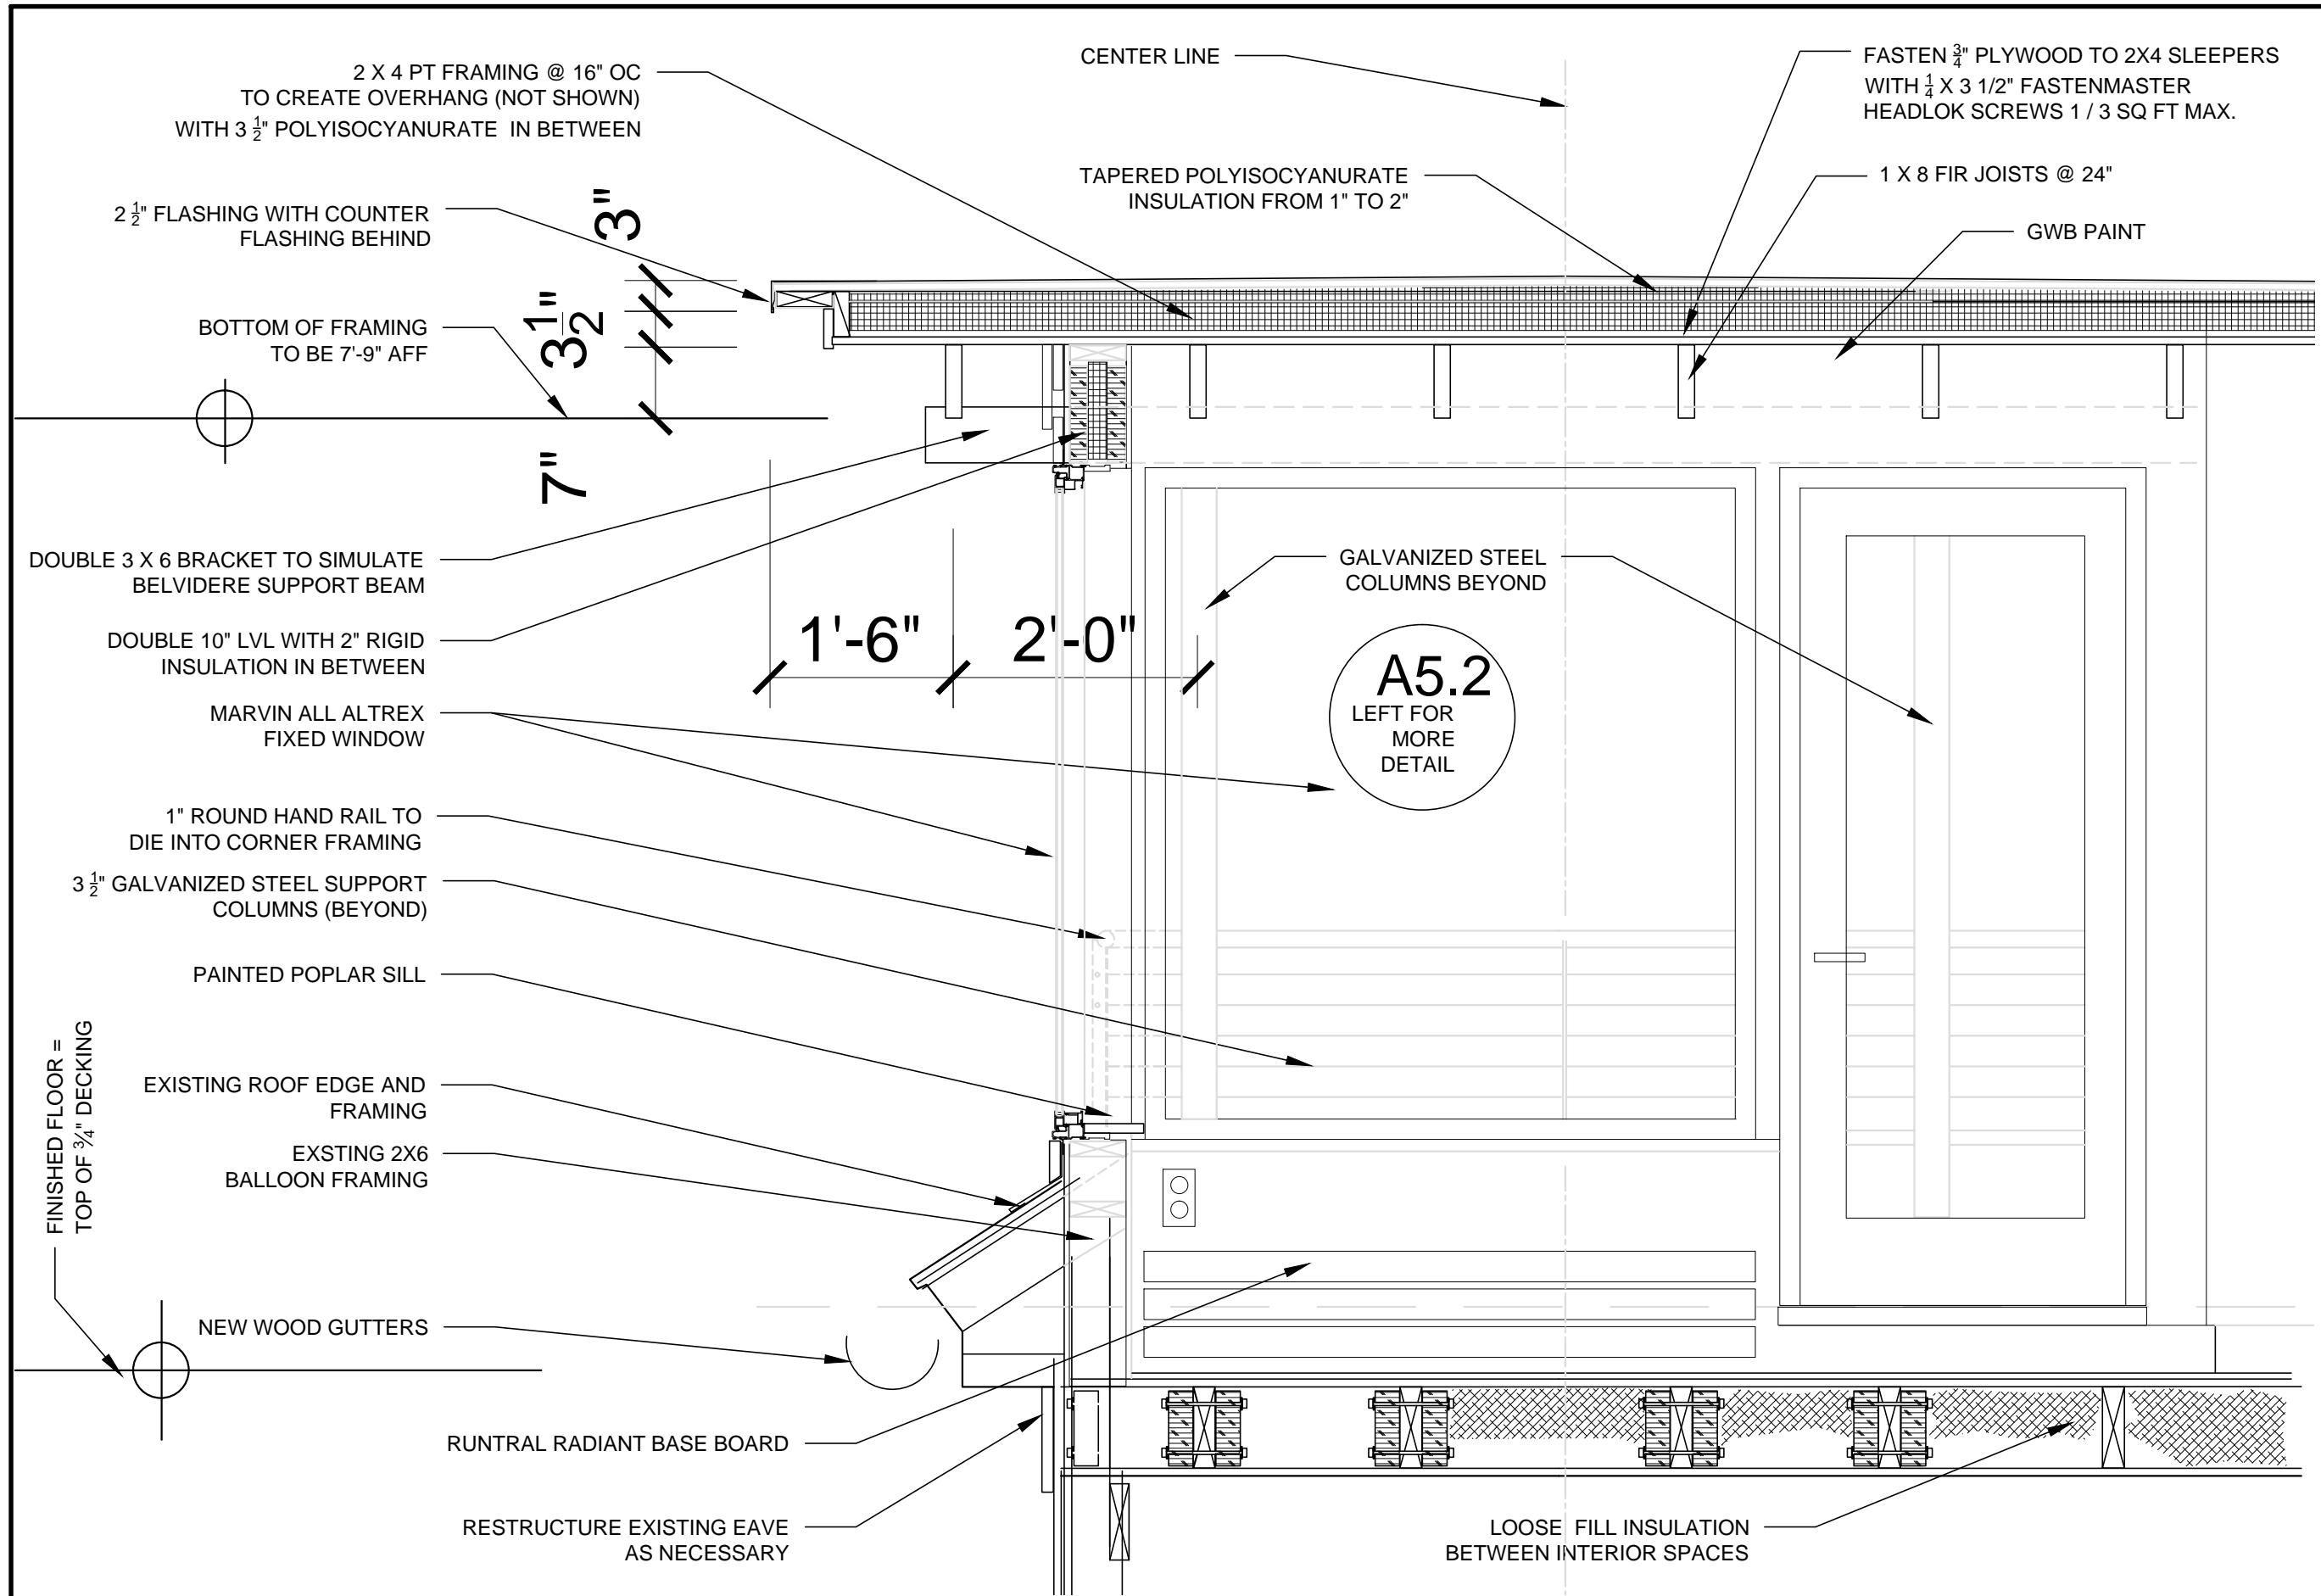 2 X 4 PT FRAMING @ 16" OC
TO CREATE OVERHANG (NOT SHOWN)
WITH 3 1/2" POLYISOCYANURATE IN BETWEEN
CENTER LINE
FASTEN 3/4" PLYWOOD TO 2X4 SLEEPERS
WITH 1/4 X 3 1/2" FASTENMASTER
HEADLOK SCREWS 1 / 3 SQ FT MAX.
TAPERED POLYISOCYANURATE
INSULATION FROM 1" TO 2"
1 X 8 FIR JOISTS @ 24"
GWB PAINT
2 1/2" FLASHING WITH COUNTER
FLASHING BEHIND
3"
3 1/2"
7"
BOTTOM OF FRAMING
TO BE 7'-9" AFF
DOUBLE 3 X 6 BRACKET TO SIMULATE
BELVIDERE SUPPORT BEAM
GALVANIZED STEEL
COLUMNS BEYOND
DOUBLE 10" LVL WITH 2" RIGID
INSULATION IN BETWEEN
1'-6"
2'-0"
A5.2
LEFT FOR
MORE
DETAIL
MARVIN ALL ALTREX
FIXED WINDOW
1" ROUND HAND RAIL TO
DIE INTO CORNER FRAMING
3 1/2" GALVANIZED STEEL SUPPORT
COLUMNS (BEYOND)
PAINTED POPLAR SILL
EXISTING ROOF EDGE AND
FRAMING
EXSTING 2X6
BALLOON FRAMING
FINISHED FLOOR =
TOP OF 3/4" DECKING
NEW WOOD GUTTERS
RUNTRAL RADIANT BASE BOARD
RESTRUCTURE EXISTING EAVE
AS NECESSARY
LOOSE FILL INSULATION
BETWEEN INTERIOR SPACES